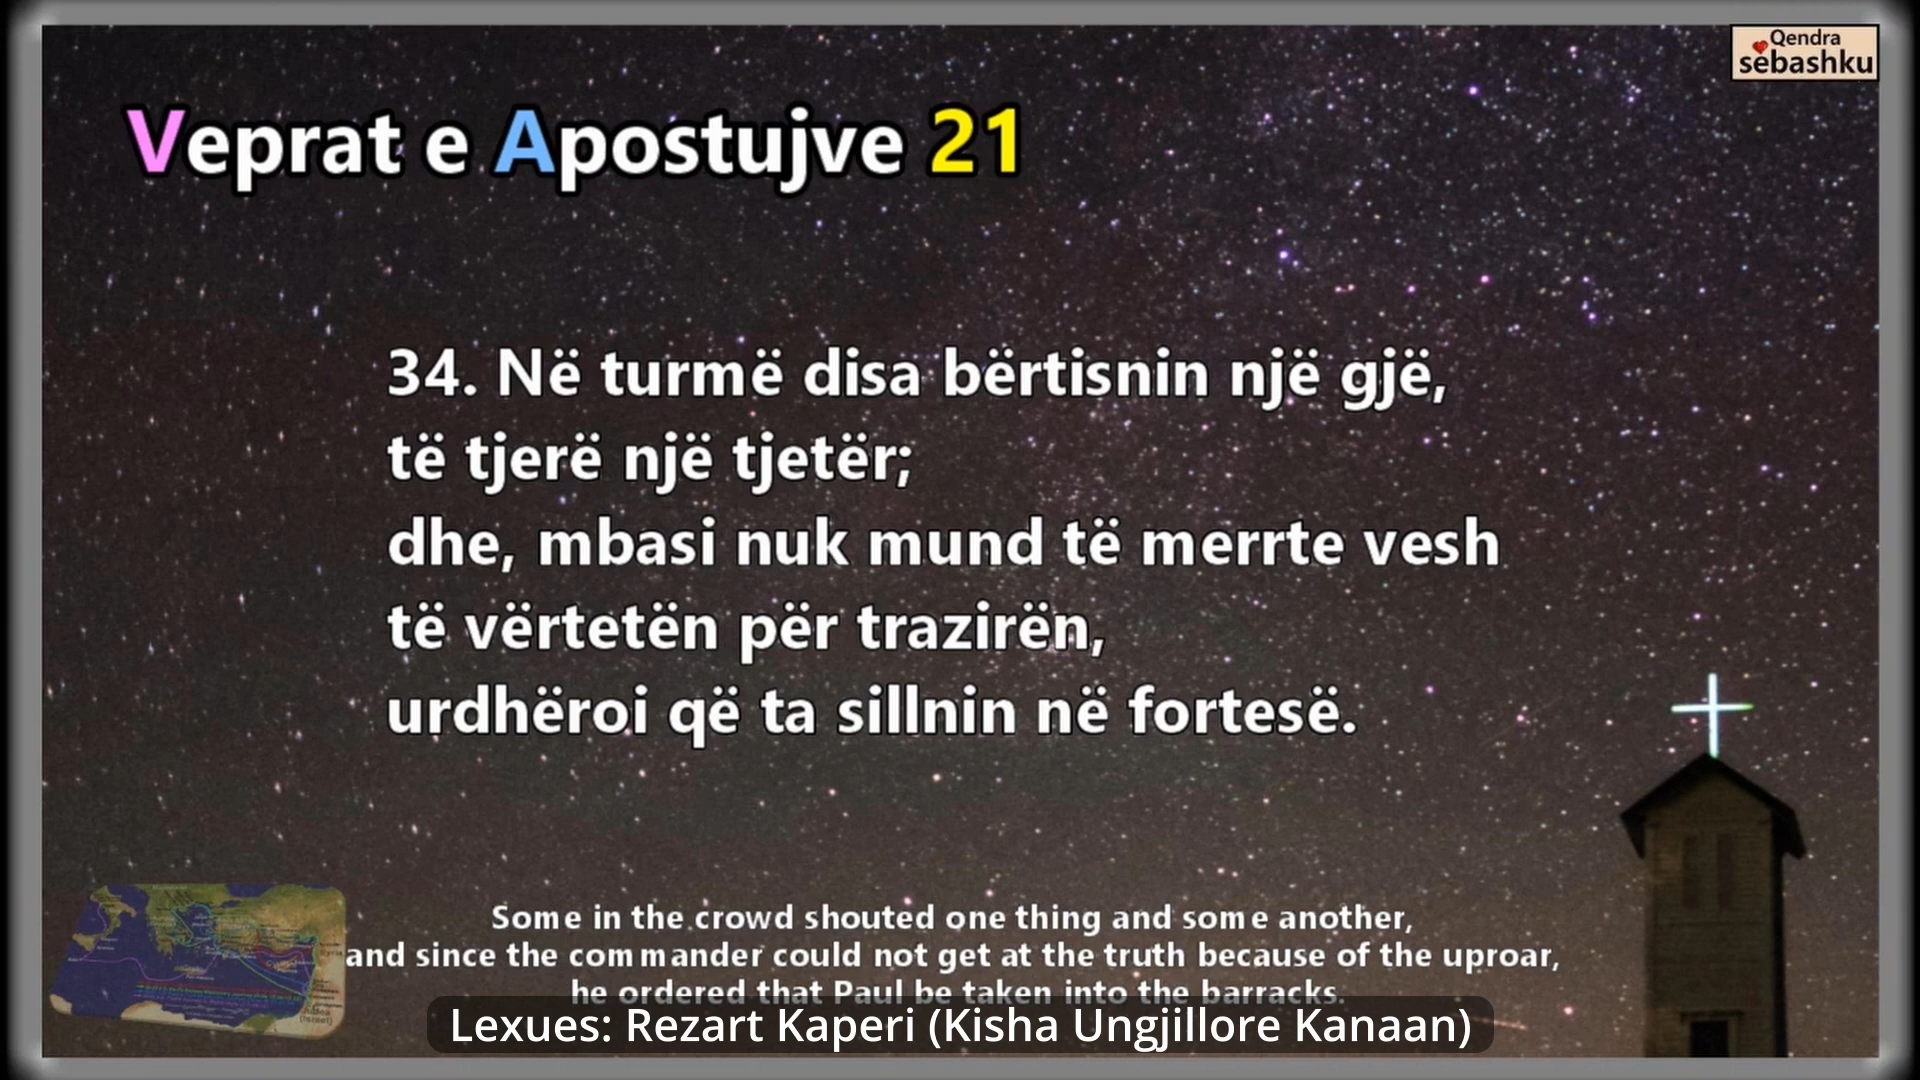 Qendra
sebashku
Veprat e Apostujve 21
34. Në turmë disa bërtisnin një gjë,
të tjerë një tjetër;
dhe, mbasi nuk mund të merrte vesh
të vërtetën për trazirën,
urdhëroi që ta sillnin në fortesë.
Some in the crowd shouted one thing and some another,
and since the commander could not get at the truth because of the uproar,
he ordered that Paul be taken into the barracks.
Lexues: Rezart Kaperi (Kisha Ungjillore Kanaan)